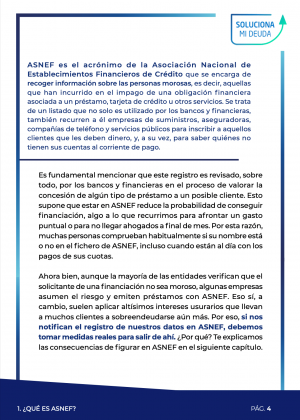 SOLUCIONA
MI DEUDA
ASNEF es el acrónimo de la Asociación Nacional de
Establecimientos Financieros de Crédito que se encarga de
recoger información sobre las personas morosas, es decir, aquellas
que han incurrido en el impago de una obligación financiera
asociada a un préstamo, tarjeta de crédito u otros servicios. Se trata
de un listado que no solo es utilizado por los bancos y financieras,
también recurren a él empresas de suministros, aseguradoras,
compañías de teléfono y servicios públicos para inscribir a aquellos
clientes que les deben dinero, y, a su vez, para saber quiénes no
tienen sus cuentas al corriente de pago.
Es fundamental mencionar que este registro es revisado, sobre
todo, por los bancos y financieras en el proceso de valorar la
concesión de algún tipo de préstamo a un posible cliente. Esto
supone que estar en ASNEF reduce la probabilidad de conseguir
financiación, algo a lo que recurrimos para afrontar un gasto
puntual o para no llegar ahogados a final de mes. Por esta razón,
muchas personas comprueban habitualmente si su nombre está
o no en el fichero de ASNEF, incluso cuando están al día con los
pagos de sus cuotas.
Ahora bien, aunque la mayoría de las entidades verifican que el
solicitante de una financiación no sea moroso, algunas empresas
asumen el riesgo y emiten préstamos con ASNEF. Eso sí, a
cambio, suelen aplicar altísimos intereses usurarios que llevan
a muchos clientes a sobreendeudarse aún más. Por eso, si nos
notifican el registro de nuestros datos en ASNEF, debemos
tomar medidas reales para salir de ahí. ¿Por qué? Te explicamos
las consecuencias de figurar en ASNEF en el siguiente capítulo.
1. ¿QUÉ ES ASNEF?
PÁG. 4